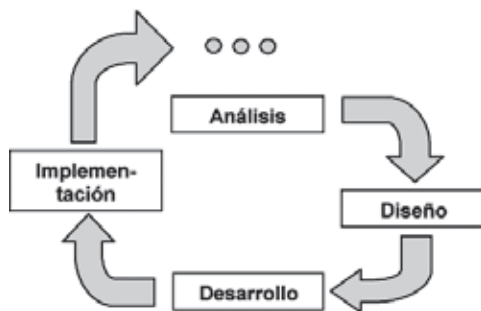 Análisis
Diseño
Desarrollo
Implemen-
tación